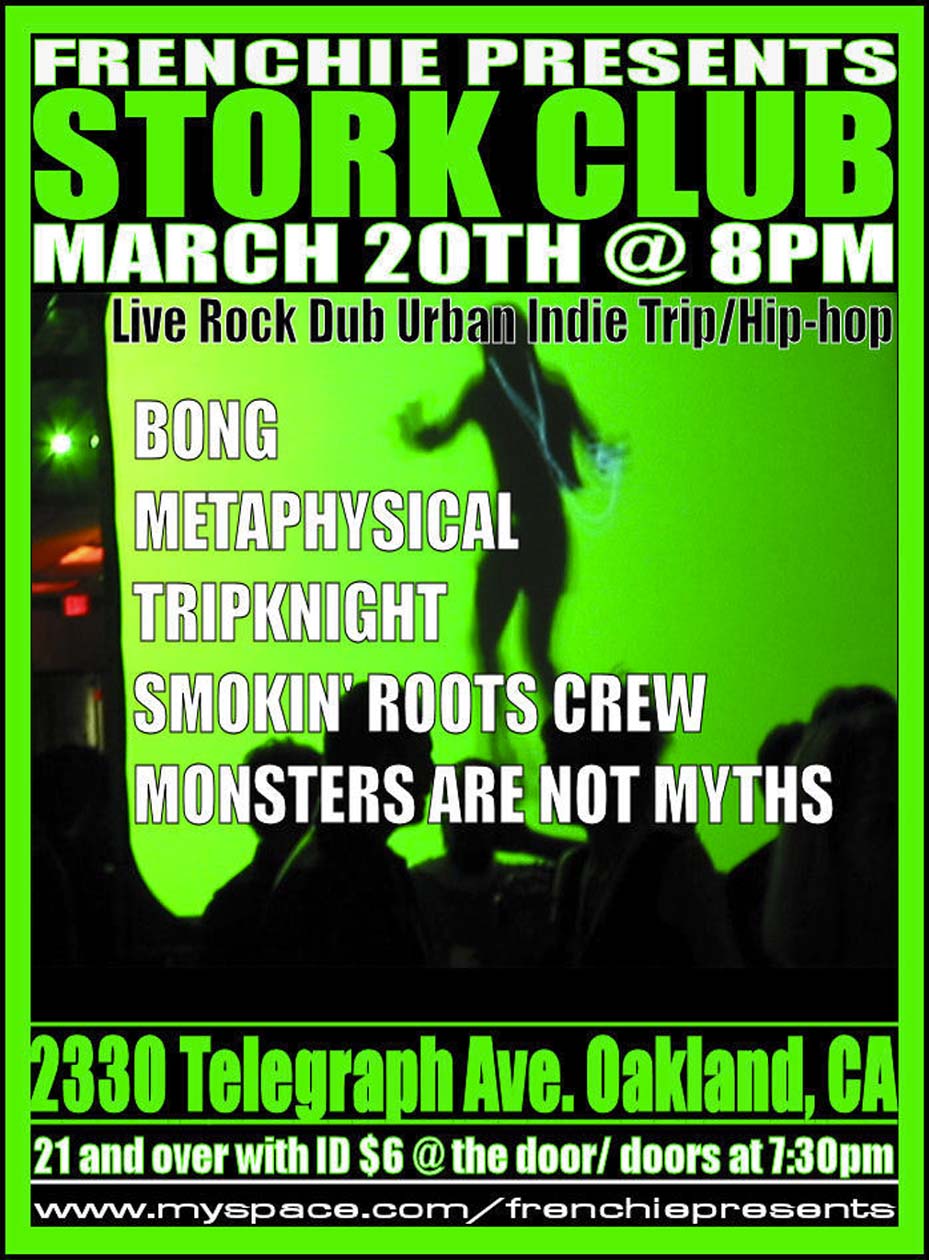 FRENCHIE PRESENTS
STORK CLUB
MARCH 20TH @ 8PM
Live Rock Dub Urban Indie Trip/Hip-hop
BONG
METAPHYSICAL
TRIPKNIGHT
SMOKIN' ROOTS CREW
MONSTERS ARE NOT MYTHS
2330 Telegraph Ave. Oakland, CA
21 and over with ID $6 @ the door/ doors at 7:30pm
www.myspace.com/frenchiepresents